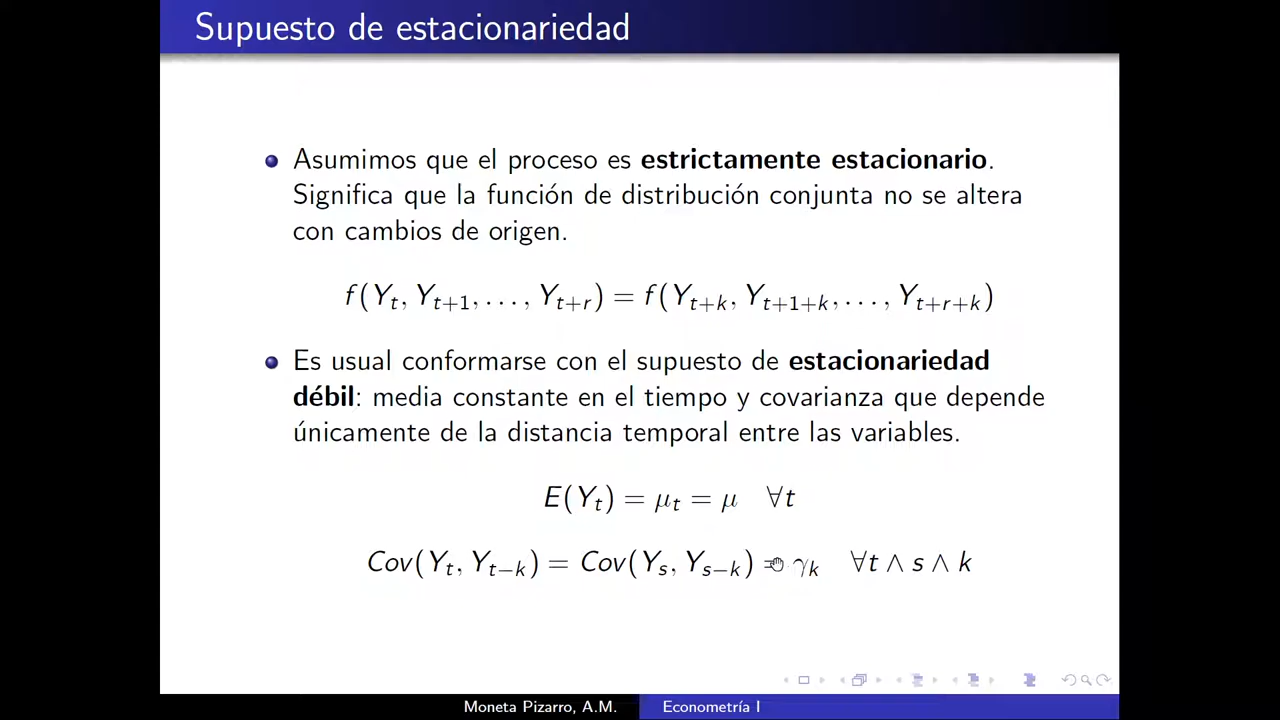 Supuesto de estacionariedad
Asumimos que el proceso es estrictamente estacionario.
Significa que la función de distribución conjunta no se altera
con cambios de origen.
f(Y_t, Y_{t+1}, . . . , Y_{t+r}) = f(Y_{t+k}, Y_{t+1+k}, . . . , Y_{t+r+k})
Es usual conformarse con el supuesto de estacionariedad
débil: media constante en el tiempo y covarianza que depende
únicamente de la distancia temporal entre las variables.
E(Y_t) = μ_t = μ ∀t
Cov(Y_t, Y_{t−k}) = Cov(Y_s, Y_{s−k}) = γ_k ∀t ∧ s ∧ k
Moneta Pizarro, A.M. Econometría I